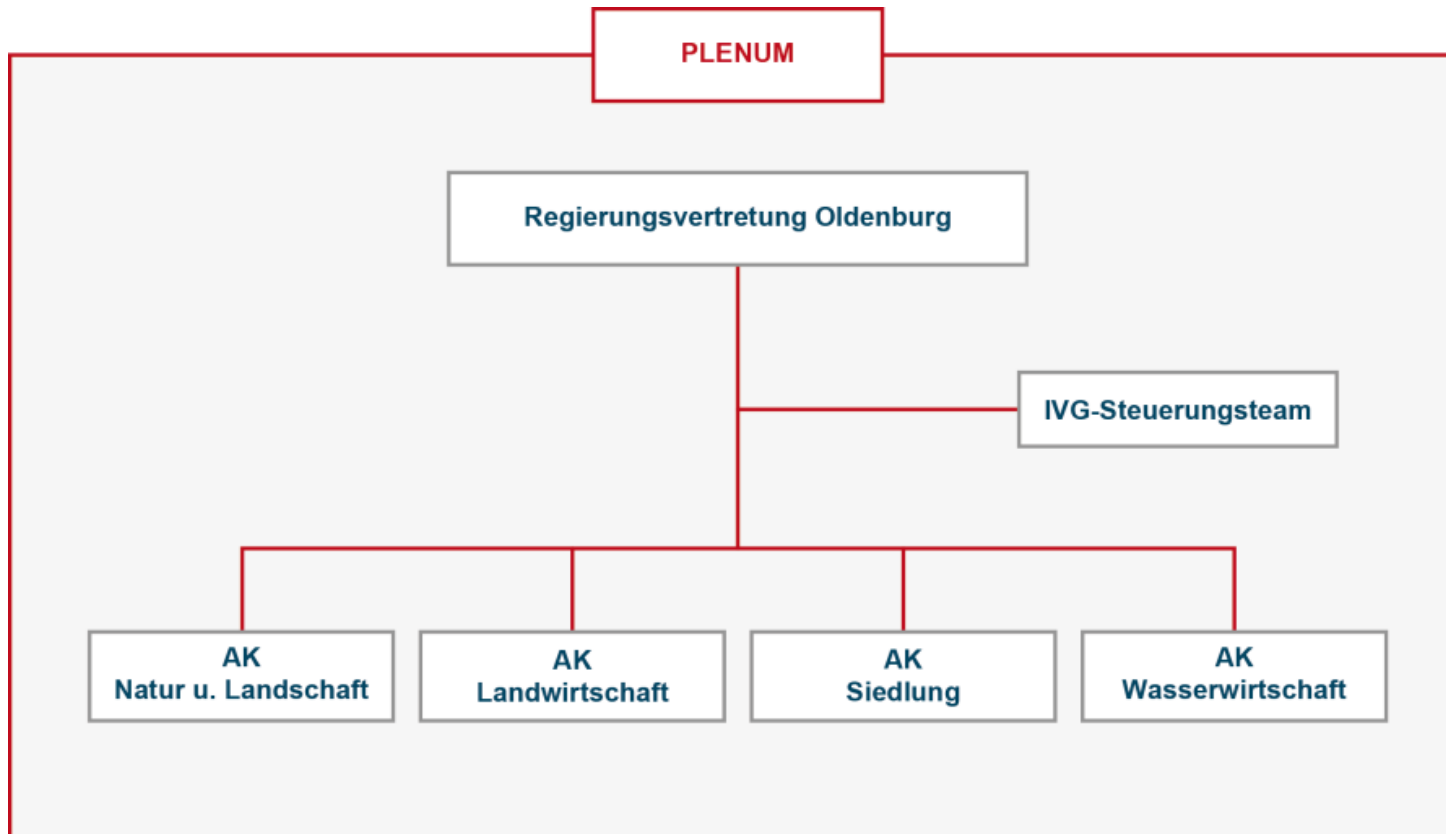 PLENUM
Regierungsvertretung Oldenburg
IVG-Steuerungsteam
AK
Natur u. Landschaft
AK
Landwirtschaft
AK
Siedlung
AK
Wasserwirtschaft